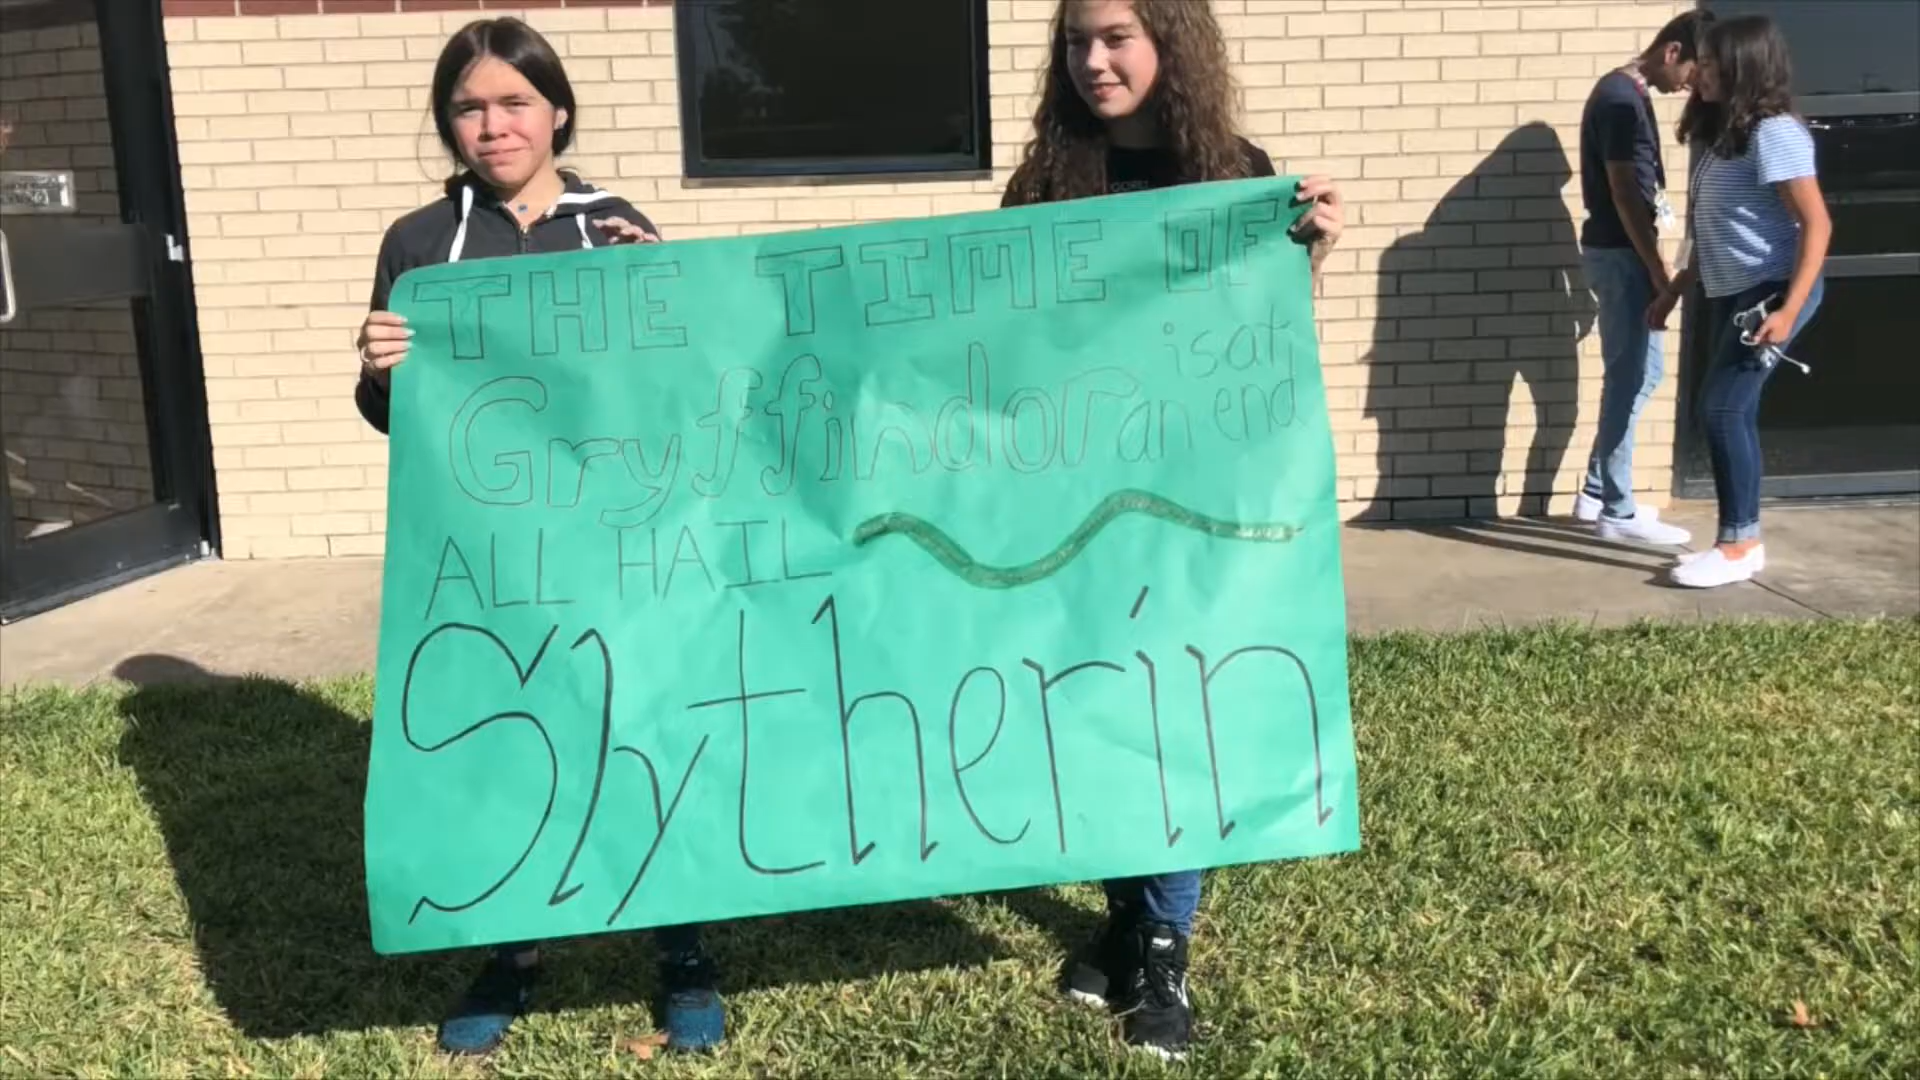 THE TIME OF
Gryffindor is at
an end
ALL HAIL
Slytherin